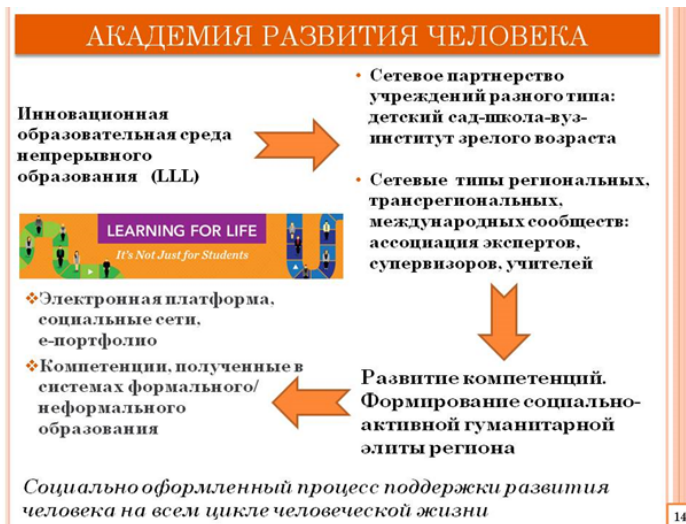 АКАДЕМИЯ РАЗВИТИЯ ЧЕЛОВЕКА
Инновационная
образовательная среда
непрерывного
образования (LLL)
• Сетевое партнерство
учреждений разного типа:
детский сад-школа-вуз-
институт зрелого возраста
• Сетевые типы региональных,
трансрегиональных,
международных сообществ:
ассоциация экспертов,
супервизоров, учителей
LEARNING FOR LIFE
It's Not Just for Students
❖Электронная платформа,
социальные сети,
е-портфолио
❖Компетенции, полученные в
системах формального/
неформального
образования
Развитие компетенций.
Формирование социально-
активной гуманитарной
элиты региона
Социально оформленный процесс поддержки развития
человека на всем цикле человеческой жизни
14